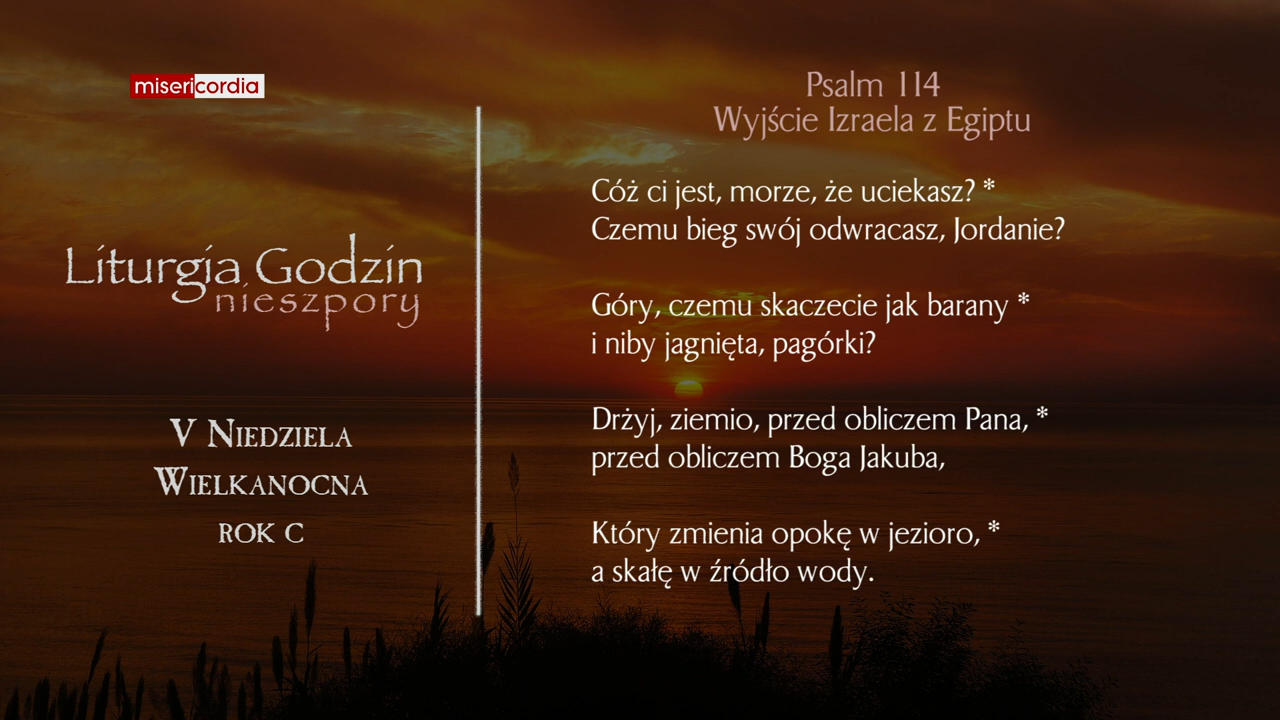 misericordia
Liturgia Godzin
nieszpory
V Niedziela
Wielkanocna
rok C
Psalm 114
Wyjście Izraela z Egiptu
Cóż ci jest, morze, że uciekasz? *
Czemu bieg swój odwracasz, Jordanie?
Góry, czemu skaczecie jak barany *
i niby jagnięta, pagórki?
Drżyj, ziemio, przed obliczem Pana, *
przed obliczem Boga Jakuba,
Który zmienia opokę w jezioro, *
a skałę w źródło wody.